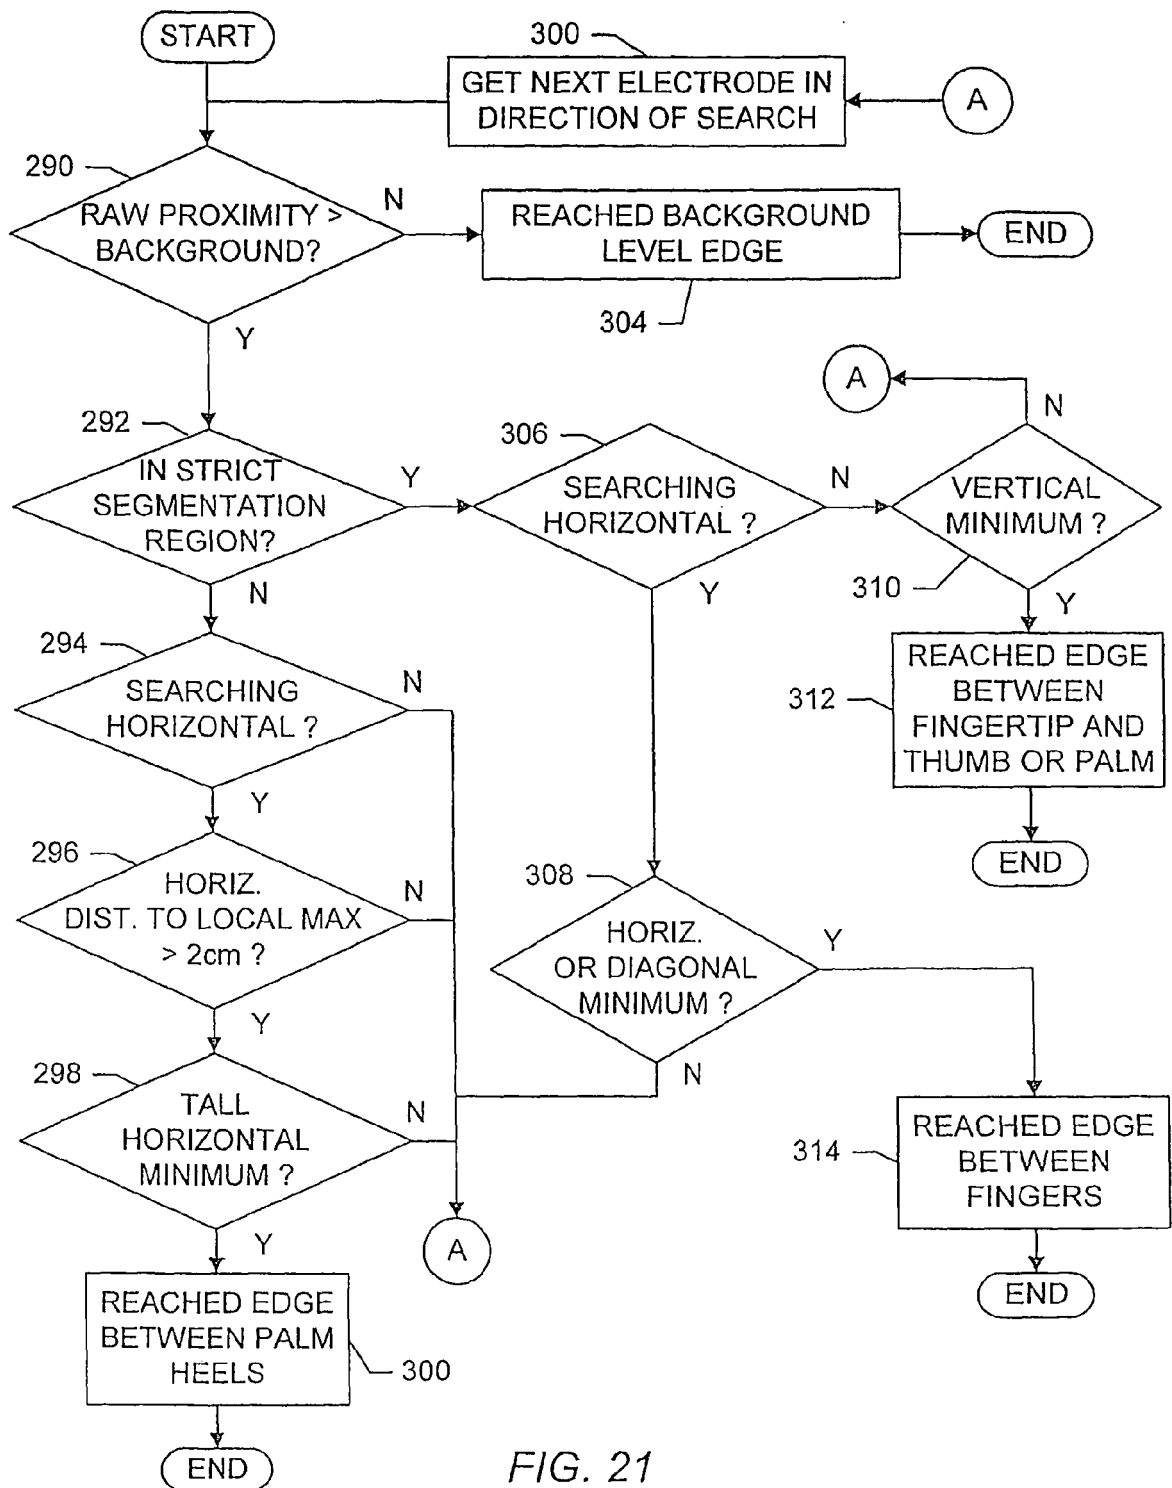 START
300
GET NEXT ELECTRODE IN
DIRECTION OF SEARCH
A
290
RAW PROXIMITY >
BACKGROUND?
N
REACHED BACKGROUND
LEVEL EDGE
END
304
Y
A
N
292
IN STRICT
SEGMENTATION
REGION?
Y
306
SEARCHING
HORIZONTAL ?
N
VERTICAL
MINIMUM ?
310
Y
N
Y
294
SEARCHING
HORIZONTAL ?
N
312
REACHED EDGE
BETWEEN
FINGERTIP AND
THUMB OR PALM
END
Y
296
HORIZ.
DIST. TO LOCAL MAX
> 2cm ?
N
308
HORIZ.
OR DIAGONAL
MINIMUM ?
Y
N
Y
298
TALL
HORIZONTAL
MINIMUM ?
N
314
REACHED EDGE
BETWEEN
FINGERS
END
Y
A
REACHED EDGE
BETWEEN PALM
HEELS
300
END
FIG. 21